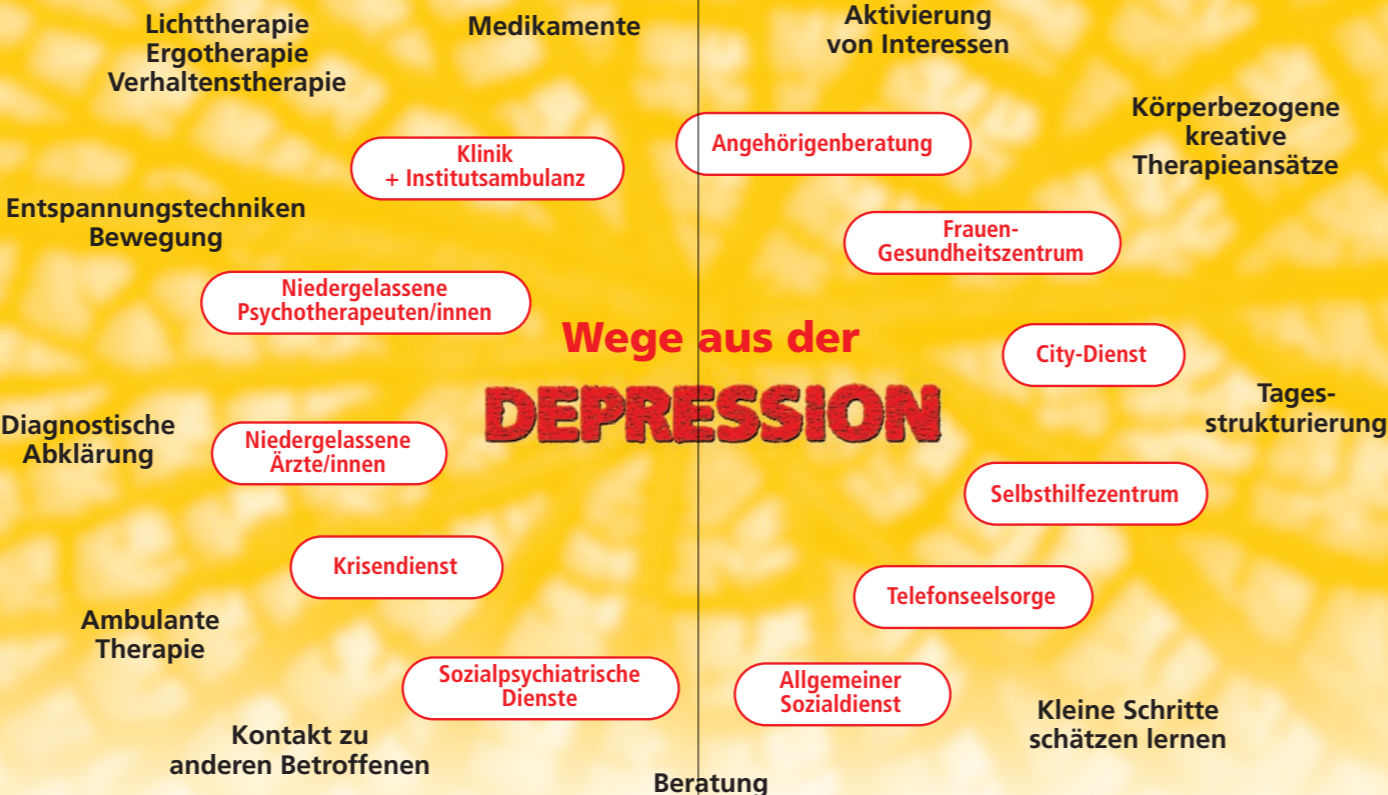 Lichttherapie
Ergotherapie
Verhaltenstherapie
Medikamente
Aktivierung
von Interessen
Körperbezogene
kreative
Therapieansätze
Klinik
+ Institutsambulanz
Angehörigenberatung
Entspannungstechniken
Bewegung
Frauen-
Gesundheitszentrum
Niedergelassene
Psychotherapeuten/innen
Wege aus der
DEPRESSION
City-Dienst
Tages-
strukturierung
Diagnostische
Abklärung
Niedergelassene
Ärzte/innen
Selbsthilfezentrum
Krisendienst
Telefonseelsorge
Ambulante
Therapie
Sozialpsychiatrische
Dienste
Allgemeiner
Sozialdienst
Kleine Schritte
schätzen lernen
Kontakt zu
anderen Betroffenen
Beratung